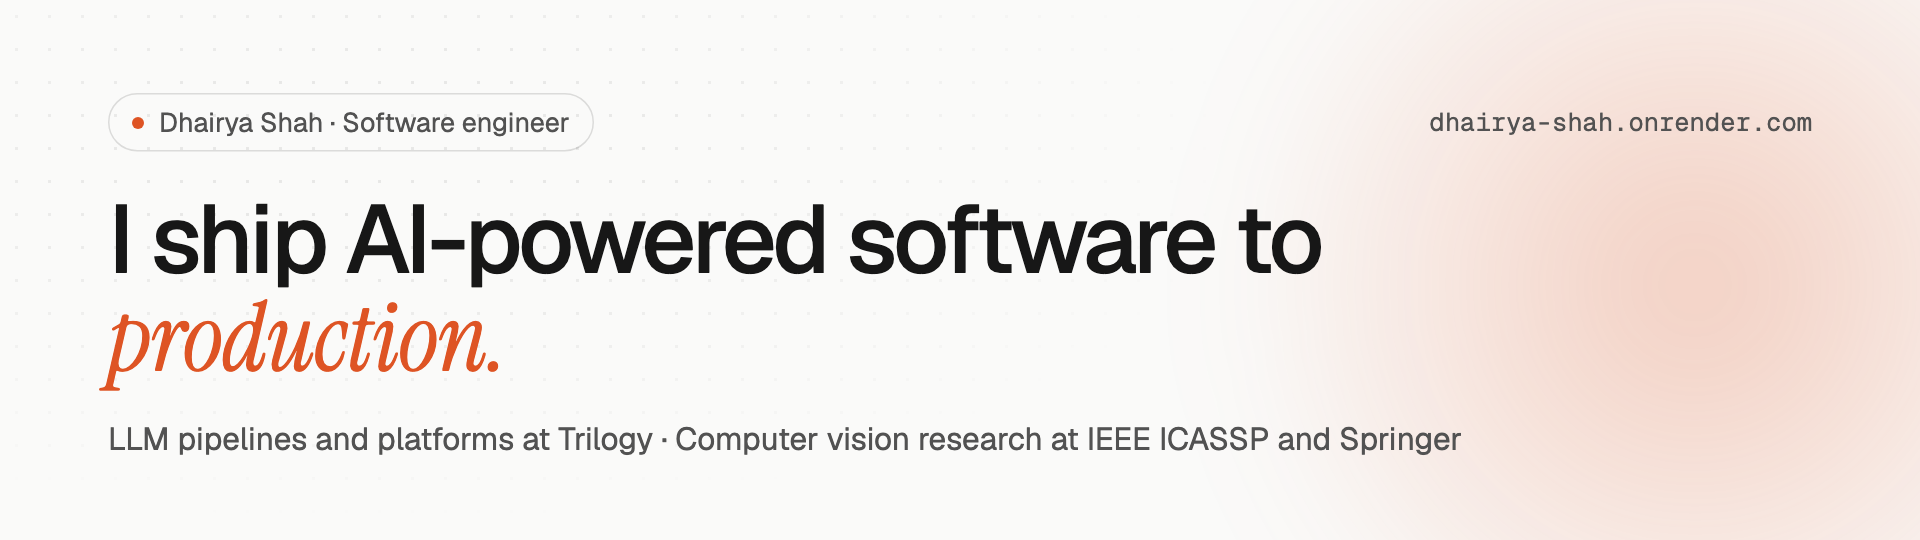 Dhairya Shah · Software engineer
dhairya-shah.onrender.com
I ship AI-powered software to
production.
LLM pipelines and platforms at Trilogy · Computer vision research at IEEE ICASSP and Springer